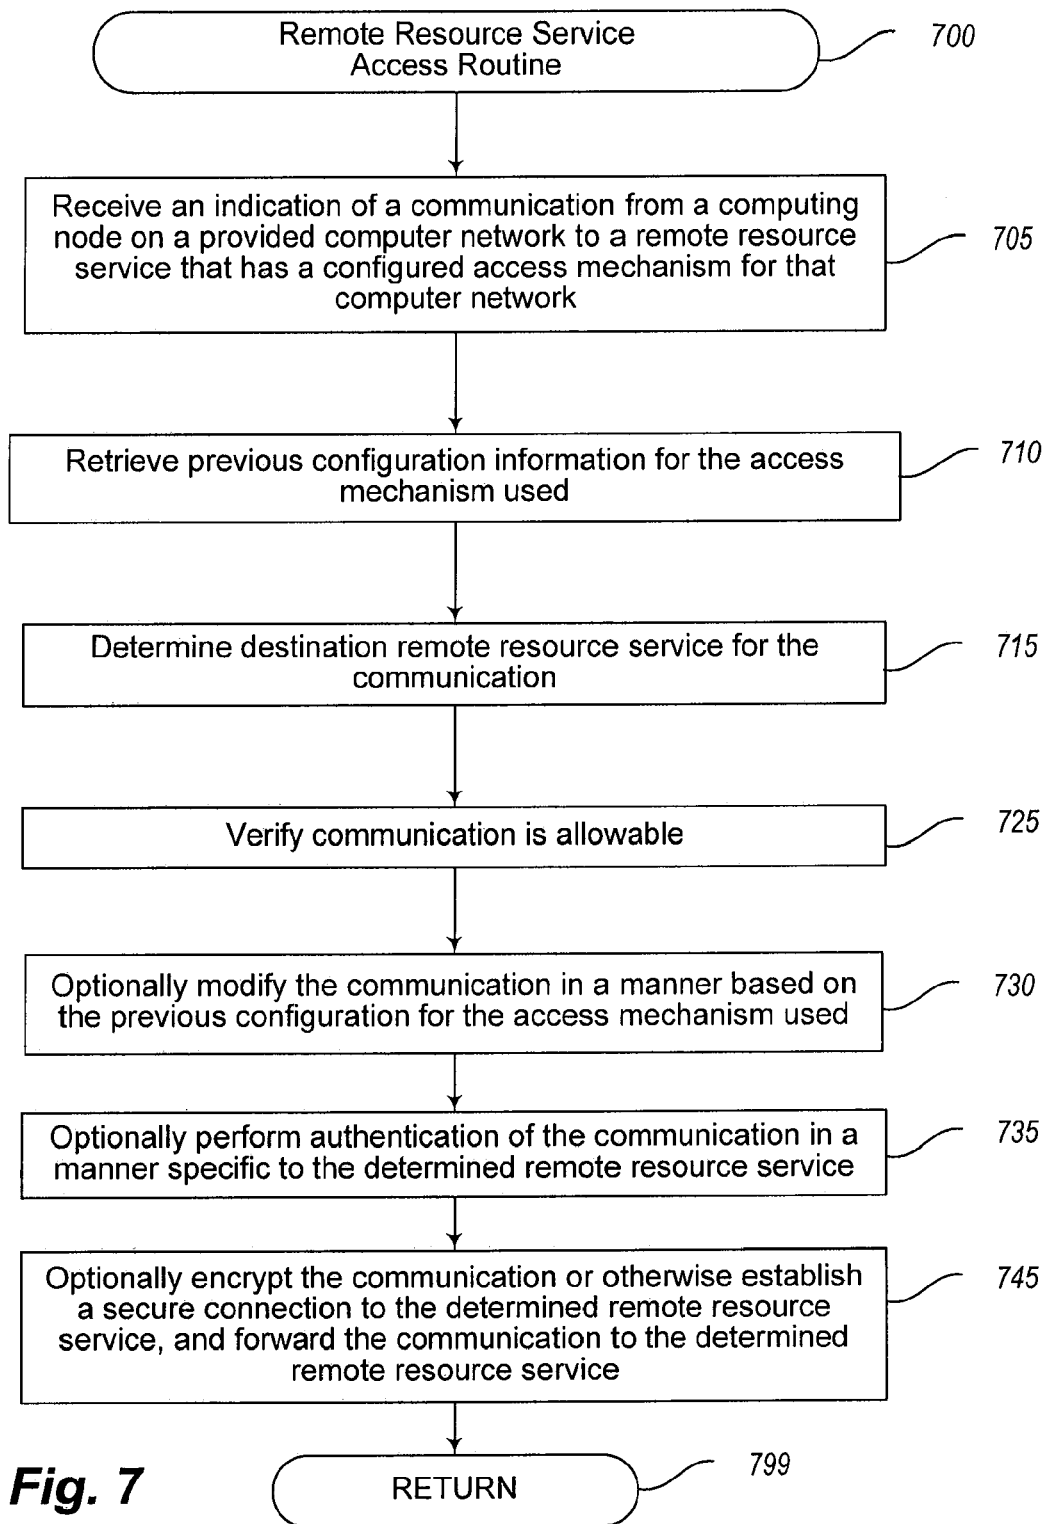 Remote Resource Service
Access Routine
700
Receive an indication of a communication from a computing
node on a provided computer network to a remote resource
service that has a configured access mechanism for that
computer network
705
Retrieve previous configuration information for the access
mechanism used
710
Determine destination remote resource service for the
communication
715
Verify communication is allowable
725
Optionally modify the communication in a manner based on
the previous configuration for the access mechanism used
730
Optionally perform authentication of the communication in a
manner specific to the determined remote resource service
735
Optionally encrypt the communication or otherwise establish
a secure connection to the determined remote resource
service, and forward the communication to the determined
remote resource service
745
RETURN
799
Fig. 7